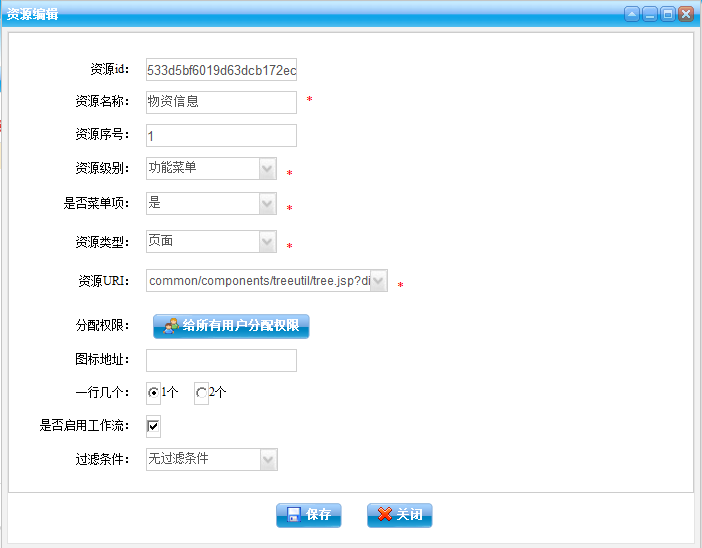 资源编辑
资源id： 533d5bf6019d63dcb172ec
资源名称： 物资信息 *
资源序号： 1
资源级别： 功能菜单 *
是否菜单项： 是 *
资源类型： 页面 *
资源URI： common/components/treeutil/tree.jsp?di *
分配权限： 给所有用户分配权限
图标地址：
一行几个： 1个 2个
是否启用工作流：
过滤条件： 无过滤条件
保存 关闭